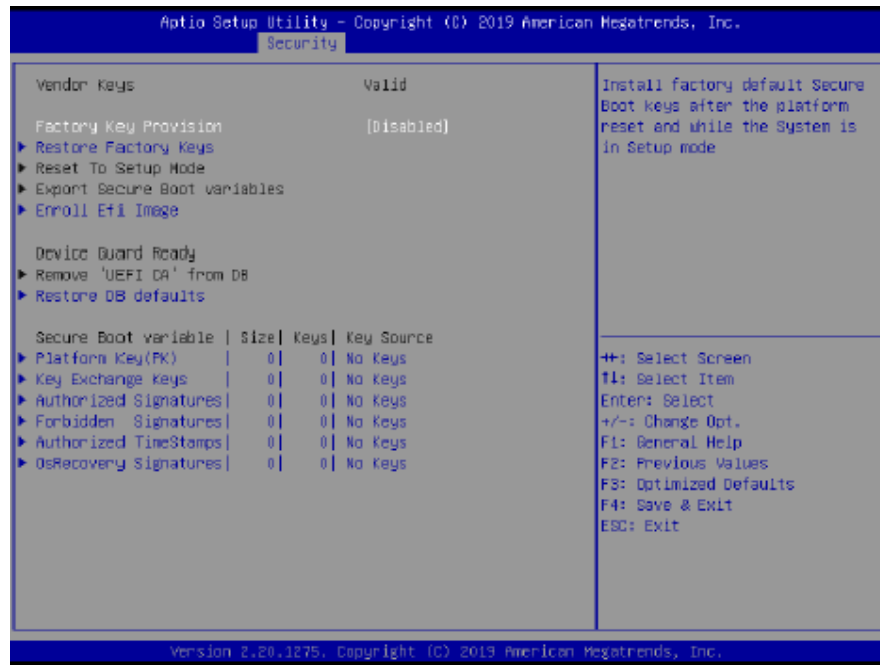 Aptio Setup Utility – Copyright (C) 2019 American Megatrends, Inc.
Security
Vendor Keys Valid
Factory Key Provision [Disabled]
Restore Factory Keys
Reset To Setup Mode
Export Secure Boot variables
Enroll Efi Image
Device Guard Ready
Remove 'UEFI CA' from DB
Restore DB defaults
Secure Boot variable | Size| Keys| Key Source
Platform Key(PK) | 0| 0| No Keys
Key Exchange Keys | 0| 0| No Keys
Authorized Signatures| 0| 0| No Keys
Forbidden Signatures| 0| 0| No Keys
Authorized TimeStamps| 0| 0| No Keys
OsRecovery Signatures| 0| 0| No Keys
Install factory default Secure
Boot keys after the platform
reset and while the System is
in Setup mode
→←: Select Screen
↑↓: Select Item
Enter: Select
+/-: Change Opt.
F1: General Help
F2: Previous Values
F3: Optimized Defaults
F4: Save & Exit
ESC: Exit
Version 2.20.1275. Copyright (C) 2019 American Megatrends, Inc.